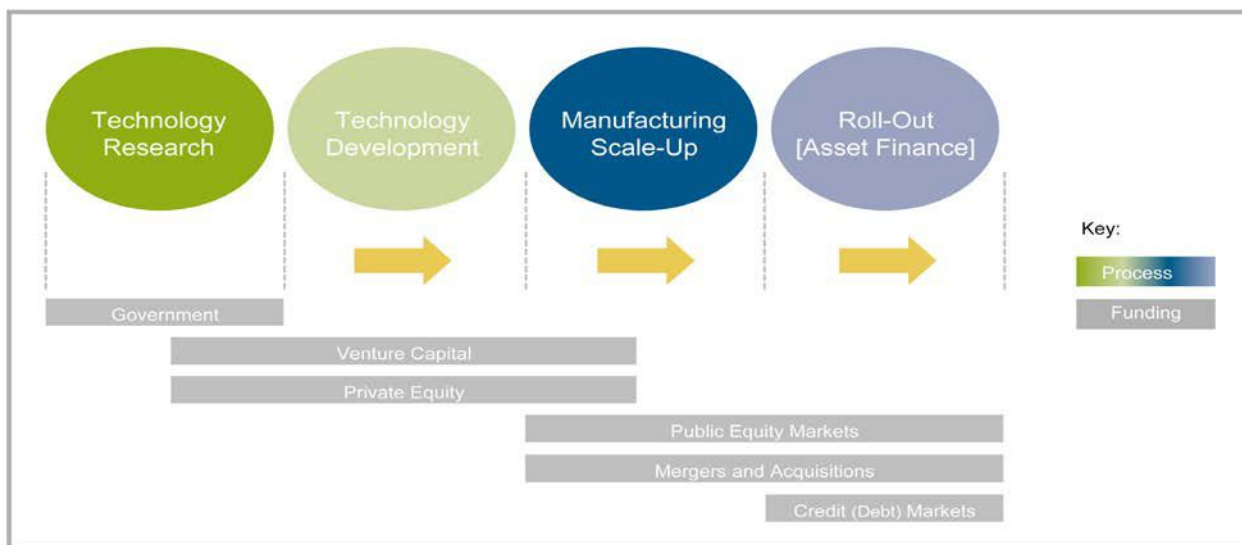 Technology
Research
Technology
Development
Manufacturing
Scale-Up
Roll-Out
[Asset Finance]
Key:
Process
Funding
Government
Venture Capital
Private Equity
Public Equity Markets
Mergers and Acquisitions
Credit (Debt) Markets